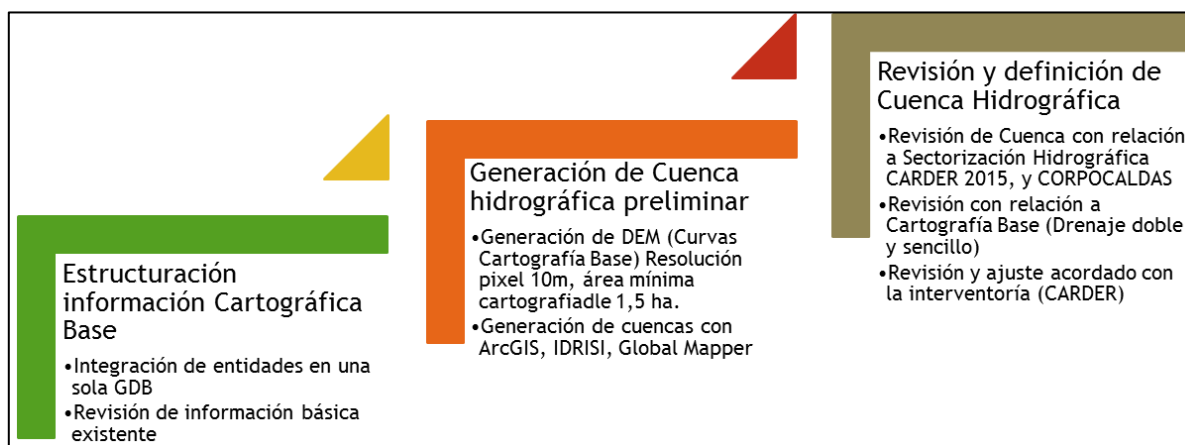 Estructuración
información Cartográfica
Base
•Integración de entidades en una
sola GDB
•Revisión de información básica
existente
Generación de Cuenca
hidrográfica preliminar
•Generación de DEM (Curvas
Cartografía Base) Resolución
pixel 10m, área mínima
cartografiadle 1,5 ha.
•Generación de cuencas con
ArcGIS, IDRISI, Global Mapper
Revisión y definición de
Cuenca Hidrográfica
•Revisión de Cuenca con relación
a Sectorización Hidrográfica
CARDER 2015, y CORPOCALDAS
•Revisión con relación a
Cartografía Base (Drenaje doble
y sencillo)
•Revisión y ajuste acordado con
la interventoría (CARDER)